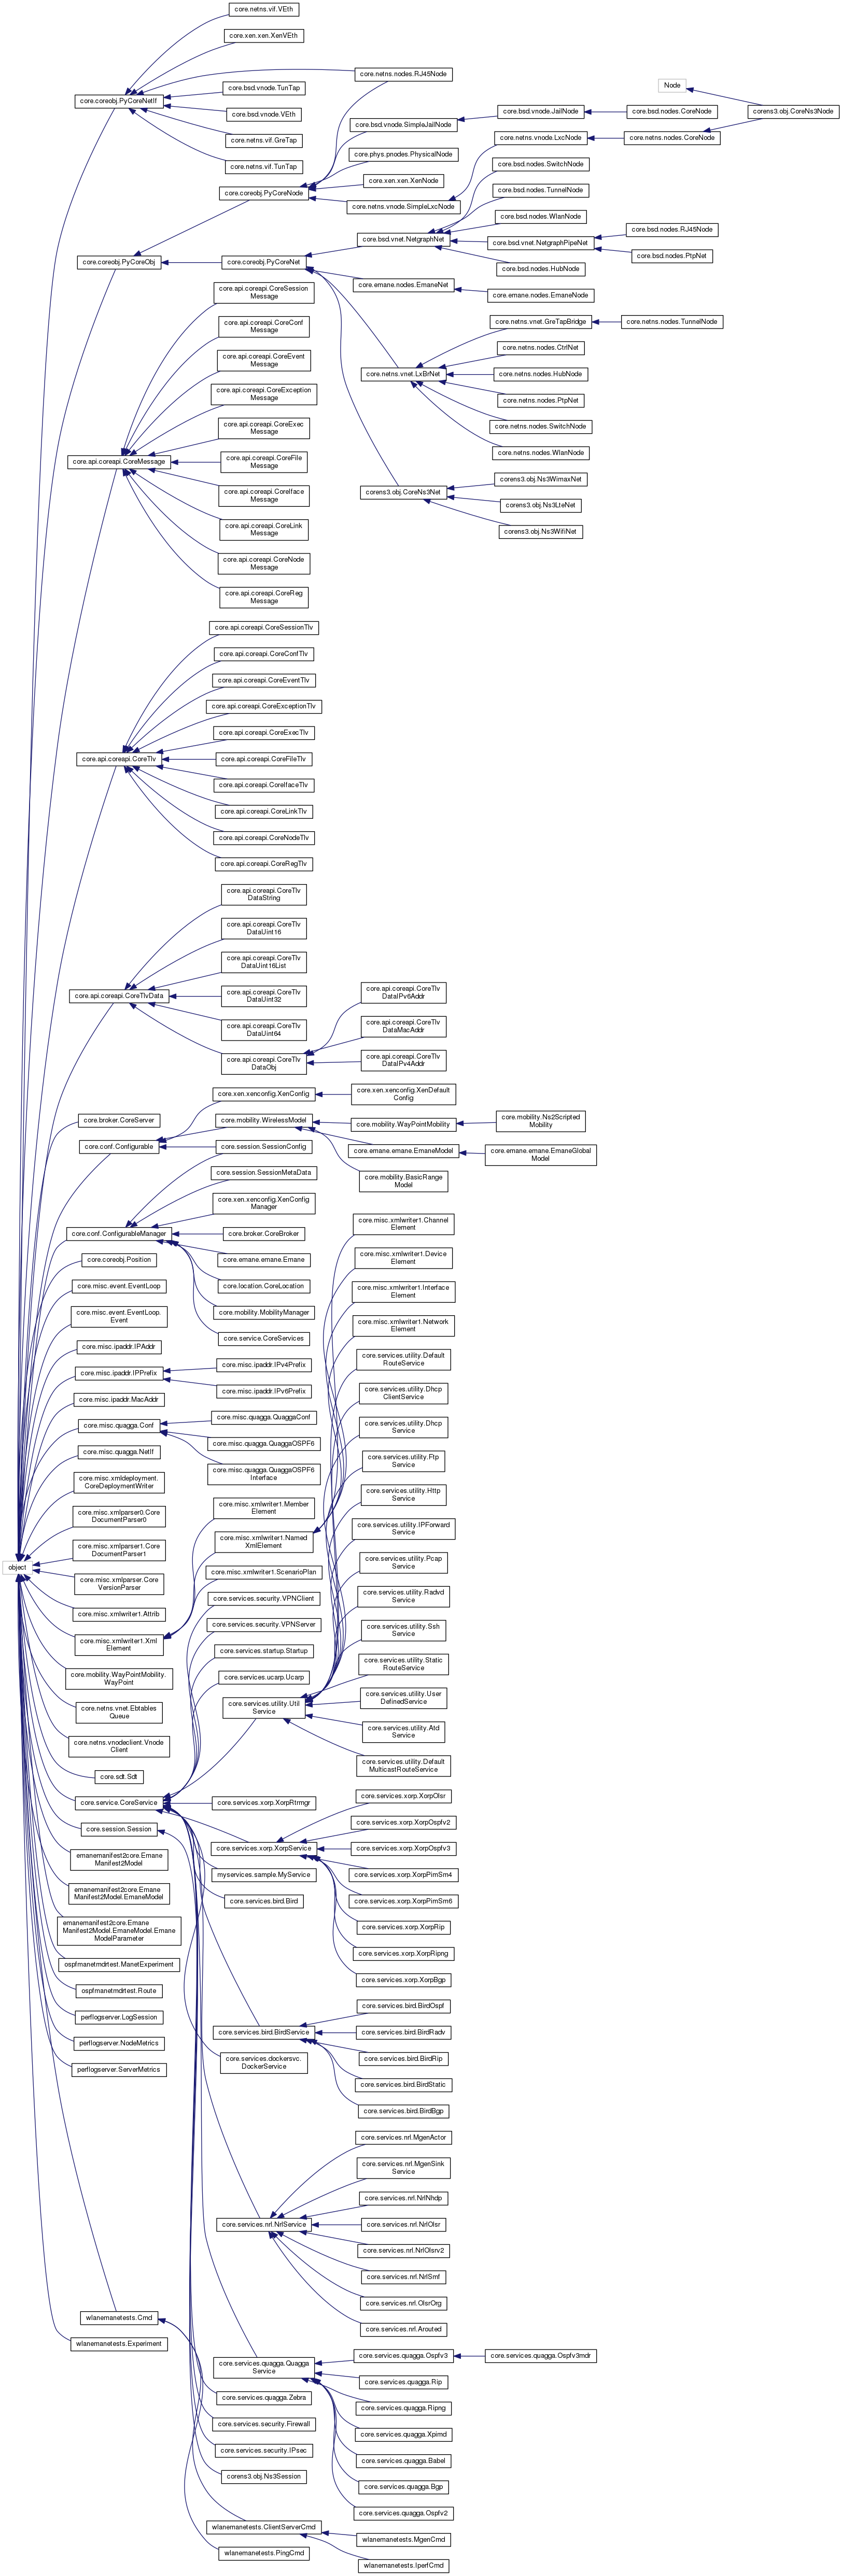 core.netns.vif.VEth
core.xen.xen.XenVEth
core.netns.nodes.RJ45Node
Node
core.bsd.vnode.TunTap
core.coreobj.PyCoreNetIf
core.bsd.vnode.JailNode
core.bsd.nodes.CoreNode
corens3.obj.CoreNs3Node
core.bsd.vnode.VEth
core.bsd.vnode.SimpleJailNode
core.netns.vif.GreTap
core.netns.vnode.LxcNode
core.netns.nodes.CoreNode
core.phys.pnodes.PhysicalNode
core.netns.vif.TunTap
core.bsd.nodes.SwitchNode
core.xen.xen.XenNode
core.coreobj.PyCoreNode
core.bsd.nodes.TunnelNode
core.netns.vnode.SimpleLxcNode
core.bsd.nodes.WlanNode
core.bsd.nodes.RJ45Node
core.bsd.vnet.NetgraphNet
core.bsd.vnet.NetgraphPipeNet
core.bsd.nodes.PtpNet
core.coreobj.PyCoreObj
core.coreobj.PyCoreNet
core.bsd.nodes.HubNode
core.emane.nodes.EmaneNet
core.emane.nodes.EmaneNode
core.api.coreapi.CoreSession
Message
core.api.coreapi.CoreConf
Message
core.netns.vnet.GreTapBridge
core.netns.nodes.TunnelNode
core.netns.nodes.CtrlNet
core.api.coreapi.CoreEvent
Message
core.netns.vnet.LxBrNet
core.netns.nodes.HubNode
core.api.coreapi.CoreException
Message
core.netns.nodes.PtpNet
core.api.coreapi.CoreExec
Message
core.netns.nodes.SwitchNode
core.netns.nodes.WlanNode
core.api.coreapi.CoreMessage
core.api.coreapi.CoreFile
Message
corens3.obj.Ns3WimaxNet
core.api.coreapi.CoreIface
Message
corens3.obj.CoreNs3Net
corens3.obj.Ns3LteNet
core.api.coreapi.CoreLink
Message
corens3.obj.Ns3WifiNet
core.api.coreapi.CoreNode
Message
core.api.coreapi.CoreReg
Message
core.api.coreapi.CoreSessionTlv
core.api.coreapi.CoreConfTlv
core.api.coreapi.CoreEventTlv
core.api.coreapi.CoreExceptionTlv
core.api.coreapi.CoreExecTlv
core.api.coreapi.CoreTlv
core.api.coreapi.CoreFileTlv
core.api.coreapi.CoreIfaceTlv
core.api.coreapi.CoreLinkTlv
core.api.coreapi.CoreNodeTlv
core.api.coreapi.CoreRegTlv
core.api.coreapi.CoreTlv
DataString
core.api.coreapi.CoreTlv
DataUint16
core.api.coreapi.CoreTlv
DataUint16List
core.api.coreapi.CoreTlvData
core.api.coreapi.CoreTlv
DataUint32
core.api.coreapi.CoreTlv
DataIPv6Addr
core.api.coreapi.CoreTlv
DataUint64
core.api.coreapi.CoreTlv
DataMacAddr
core.api.coreapi.CoreTlv
DataObj
core.api.coreapi.CoreTlv
DataIPv4Addr
core.xen.xenconfig.XenConfig
core.xen.xenconfig.XenDefault
Config
core.broker.CoreServer
core.mobility.WirelessModel
core.mobility.WayPointMobility
core.mobility.Ns2Scripted
Mobility
core.conf.Configurable
core.session.SessionConfig
core.emane.emane.EmaneModel
core.emane.emane.EmaneGlobal
Model
core.session.SessionMetaData
core.mobility.BasicRange
Model
core.xen.xenconfig.XenConfig
Manager
core.misc.xmlwriter1.Channel
Element
core.conf.ConfigurableManager
core.broker.CoreBroker
core.coreobj.Position
core.emane.emane.Emane
core.misc.xmlwriter1.Device
Element
core.misc.event.EventLoop
core.location.CoreLocation
core.misc.xmlwriter1.Interface
Element
core.misc.event.EventLoop.
Event
core.mobility.MobilityManager
core.misc.xmlwriter1.Network
Element
core.service.CoreServices
core.misc.ipaddr.IPAddr
core.services.utility.Default
RouteService
core.misc.ipaddr.IPPrefix
core.misc.ipaddr.IPv4Prefix
core.misc.ipaddr.IPv6Prefix
core.services.utility.Dhcp
ClientService
core.misc.ipaddr.MacAddr
core.misc.quagga.Conf
core.misc.quagga.QuaggaConf
core.services.utility.Dhcp
Service
core.misc.quagga.QuaggaOSPF6
core.misc.quagga.NetIf
core.misc.quagga.QuaggaOSPF6
Interface
core.services.utility.Ftp
Service
core.misc.xmldeployment.
CoreDeploymentWriter
core.services.utility.Http
Service
core.misc.xmlparser0.Core
DocumentParser0
core.misc.xmlwriter1.Member
Element
core.services.utility.IPForward
Service
core.misc.xmlparser1.Core
DocumentParser1
core.misc.xmlwriter1.Named
XmlElement
core.services.utility.Pcap
Service
object
core.misc.xmlparser.Core
VersionParser
core.misc.xmlwriter1.ScenarioPlan
core.services.utility.Radvd
Service
core.misc.xmlwriter1.Attrib
core.services.security.VPNClient
core.misc.xmlwriter1.Xml
Element
core.services.security.VPNServer
core.services.utility.Ssh
Service
core.services.startup.Startup
core.services.utility.Static
RouteService
core.mobility.WayPointMobility.
WayPoint
core.services.ucarp.Ucarp
core.netns.vnet.Ebtables
Queue
core.services.utility.Util
Service
core.services.utility.User
DefinedService
core.netns.vnodeclient.Vnode
Client
core.services.utility.Atd
Service
core.sdt.Sdt
core.services.utility.Default
MulticastRouteService
core.service.CoreService
core.services.xorp.XorpRtrmgr
core.services.xorp.XorpOlsr
core.session.Session
core.services.xorp.XorpOspfv2
core.services.xorp.XorpService
core.services.xorp.XorpOspfv3
emanemanifest2core.Emane
Manifest2Model
myservices.sample.MyService
core.services.xorp.XorpPimSm4
emanemanifest2core.Emane
Manifest2Model.EmaneModel
core.services.bird.Bird
core.services.xorp.XorpPimSm6
emanemanifest2core.Emane
Manifest2Model.EmaneModel.Emane
ModelParameter
core.services.xorp.XorpRip
core.services.xorp.XorpRipng
ospfmanetmdrtest.ManetExperiment
core.services.xorp.XorpBgp
ospfmanetmdrtest.Route
core.services.bird.BirdOspf
perflogserver.LogSession
core.services.bird.BirdService
core.services.bird.BirdRadv
perflogserver.NodeMetrics
core.services.dockersvc.
DockerService
core.services.bird.BirdRip
perflogserver.ServerMetrics
core.services.bird.BirdStatic
core.services.bird.BirdBgp
core.services.nrl.MgenActor
core.services.nrl.MgenSink
Service
core.services.nrl.NrlNhdp
core.services.nrl.NrlService
core.services.nrl.NrlOlsr
core.services.nrl.NrlOlsrv2
core.services.nrl.NrlSmf
core.services.nrl.OlsrOrg
wlanemanetests.Cmd
core.services.nrl.Arouted
wlanemanetests.Experiment
core.services.quagga.Quagga
Service
core.services.quagga.Ospfv3
core.services.quagga.Ospfv3mdr
core.services.quagga.Rip
core.services.quagga.Zebra
core.services.quagga.Ripng
core.services.security.Firewall
core.services.quagga.Xpimd
core.services.security.IPsec
core.services.quagga.Babel
corens3.obj.Ns3Session
core.services.quagga.Bgp
core.services.quagga.Ospfv2
wlanemanetests.ClientServerCmd
wlanemanetests.MgenCmd
wlanemanetests.PingCmd
wlanemanetests.IperfCmd